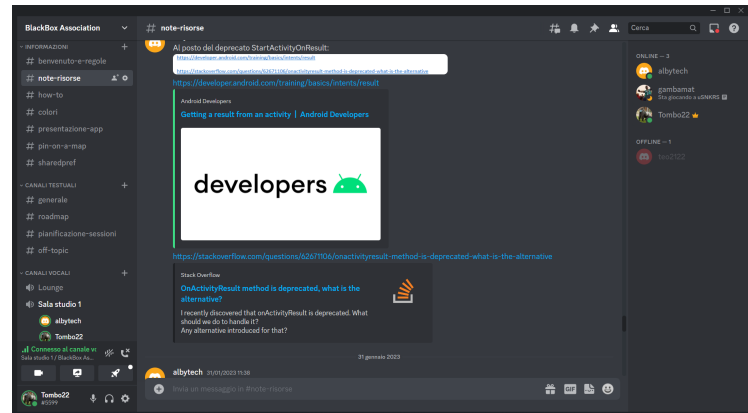 BlackBox Association
# note-risorse
Cerca
INFORMAZIONI
# benvenuto-e-regole
# note-risorse
# how-to
# colori
# presentazione-app
# pin-on-a-map
# sharedpref
CANALI TESTUALI
# generale
# roadmap
# pianificazione-sessioni
# off-topic
CANALI VOCALI
Lounge
Sala studio 1
albytech
Tombo22
Connesso al canale vo
Sala studio 1 / BlackBox As...
Tombo22
#5599
Al posto del deprecato StartActivityOnResult:
https://developer.android.com/training/basics/intents/result
https://stackoverflow.com/questions/62671106/onactivityresult-method-is-deprecated-what-is-the-alternative
https://developer.android.com/training/basics/intents/result
Android Developers
Getting a result from an activity | Android Developers
developers
https://stackoverflow.com/questions/62671106/onactivityresult-method-is-deprecated-what-is-the-alternative
Stack Overflow
OnActivityResult method is deprecated, what is the
alternative?
I recently discovered that onActivityResult is deprecated. What
should we do to handle it?
Any alternative introduced for that?
31 gennaio 2023
albytech 31/01/2023 11:38
Invia un messaggio in #note-risorse
GIF
ONLINE — 3
albytech
gambamat
Sta giocando a uSNKRS
Tombo22
OFFLINE — 1
teo2122